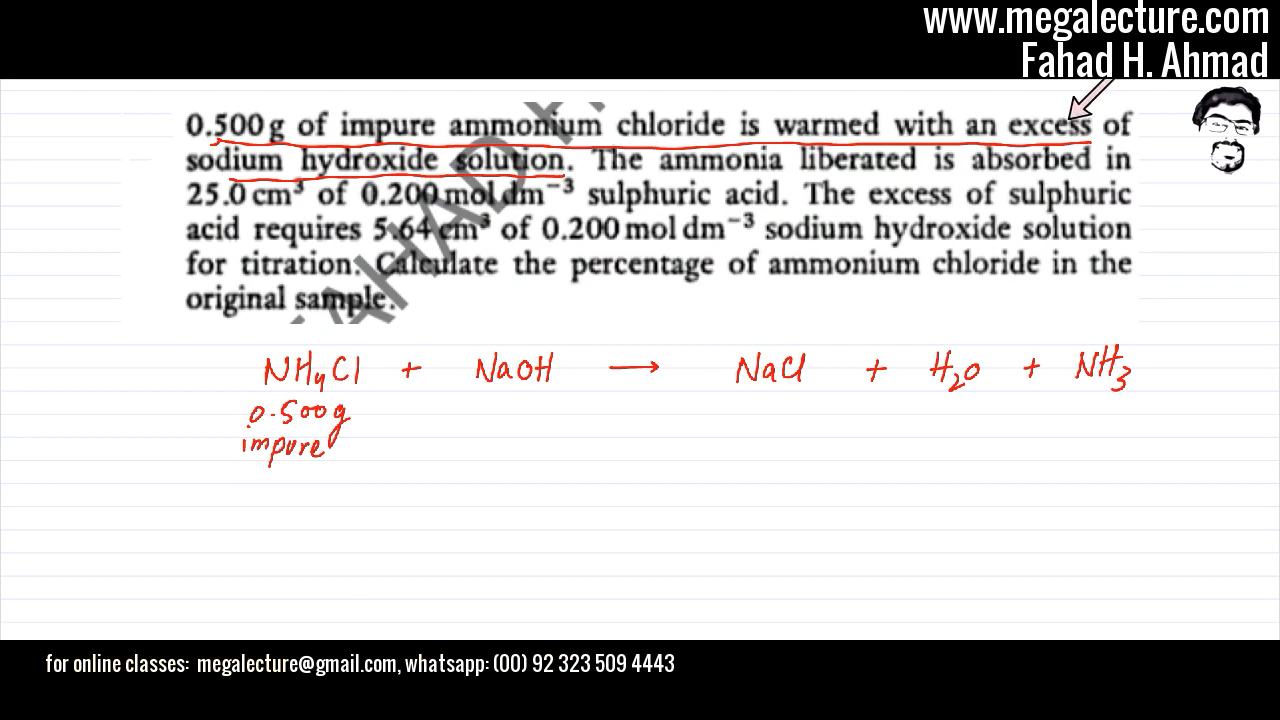 www.megalecture.com
Fahad H. Ahmad
0.500 g of impure ammonium chloride is warmed with an excess of
sodium hydroxide solution. The ammonia liberated is absorbed in
25.0 cm³ of 0.200 mol dm⁻³ sulphuric acid. The excess of sulphuric
acid requires 5.64 cm³ of 0.200 mol dm⁻³ sodium hydroxide solution
for titration. Calculate the percentage of ammonium chloride in the
original sample.
NH₄Cl + NaOH → NaCl + H₂O + NH₃
0.500g
impure
for online classes: megalecture@gmail.com, whatsapp: (00) 92 323 509 4443